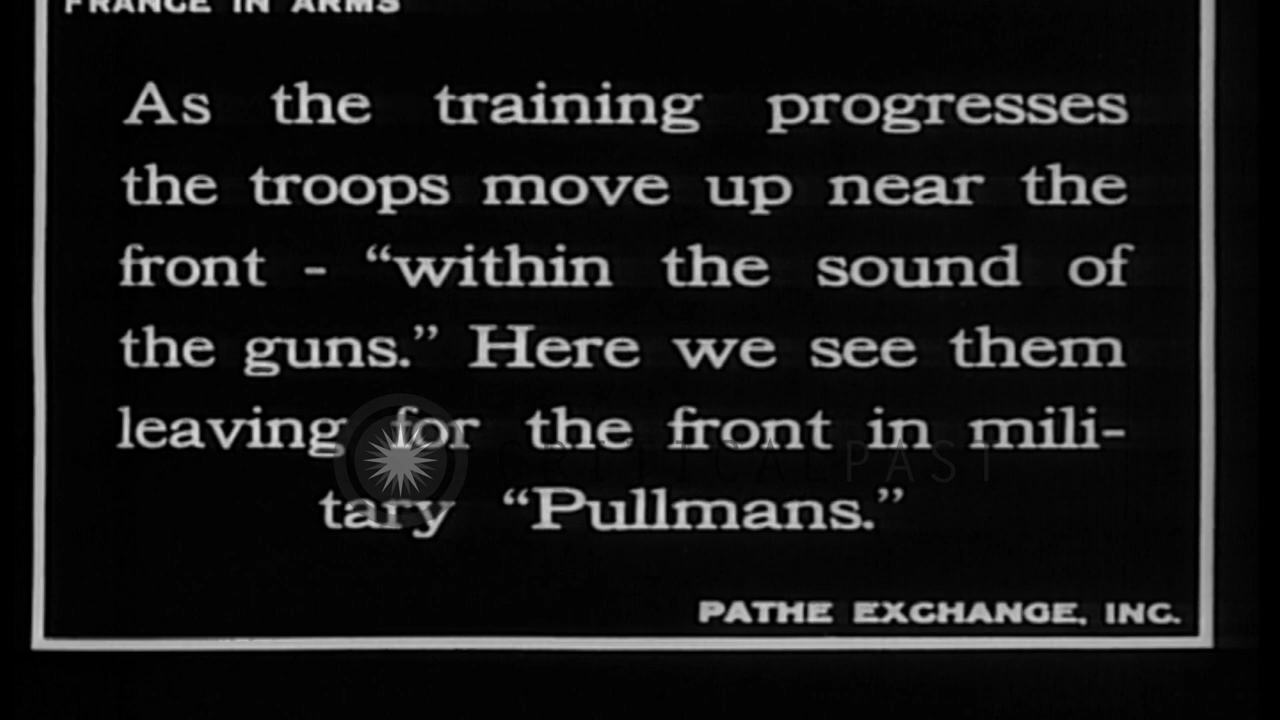 FRANCE IN ARMS
As the training progresses
the troops move up near the
front - “within the sound of
the guns.” Here we see them
leaving for the front in mili-
tary “Pullmans.”
CRITICALPAST
PATHE EXCHANGE, INC.